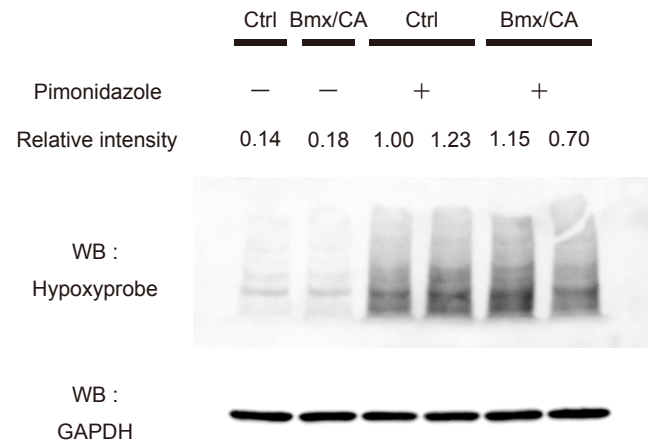 Ctrl Bmx/CA Ctrl Bmx/CA
Pimonidazole − − + +
Relative intensity 0.14 0.18 1.00 1.23 1.15 0.70
WB :
Hypoxyprobe
WB :
GAPDH